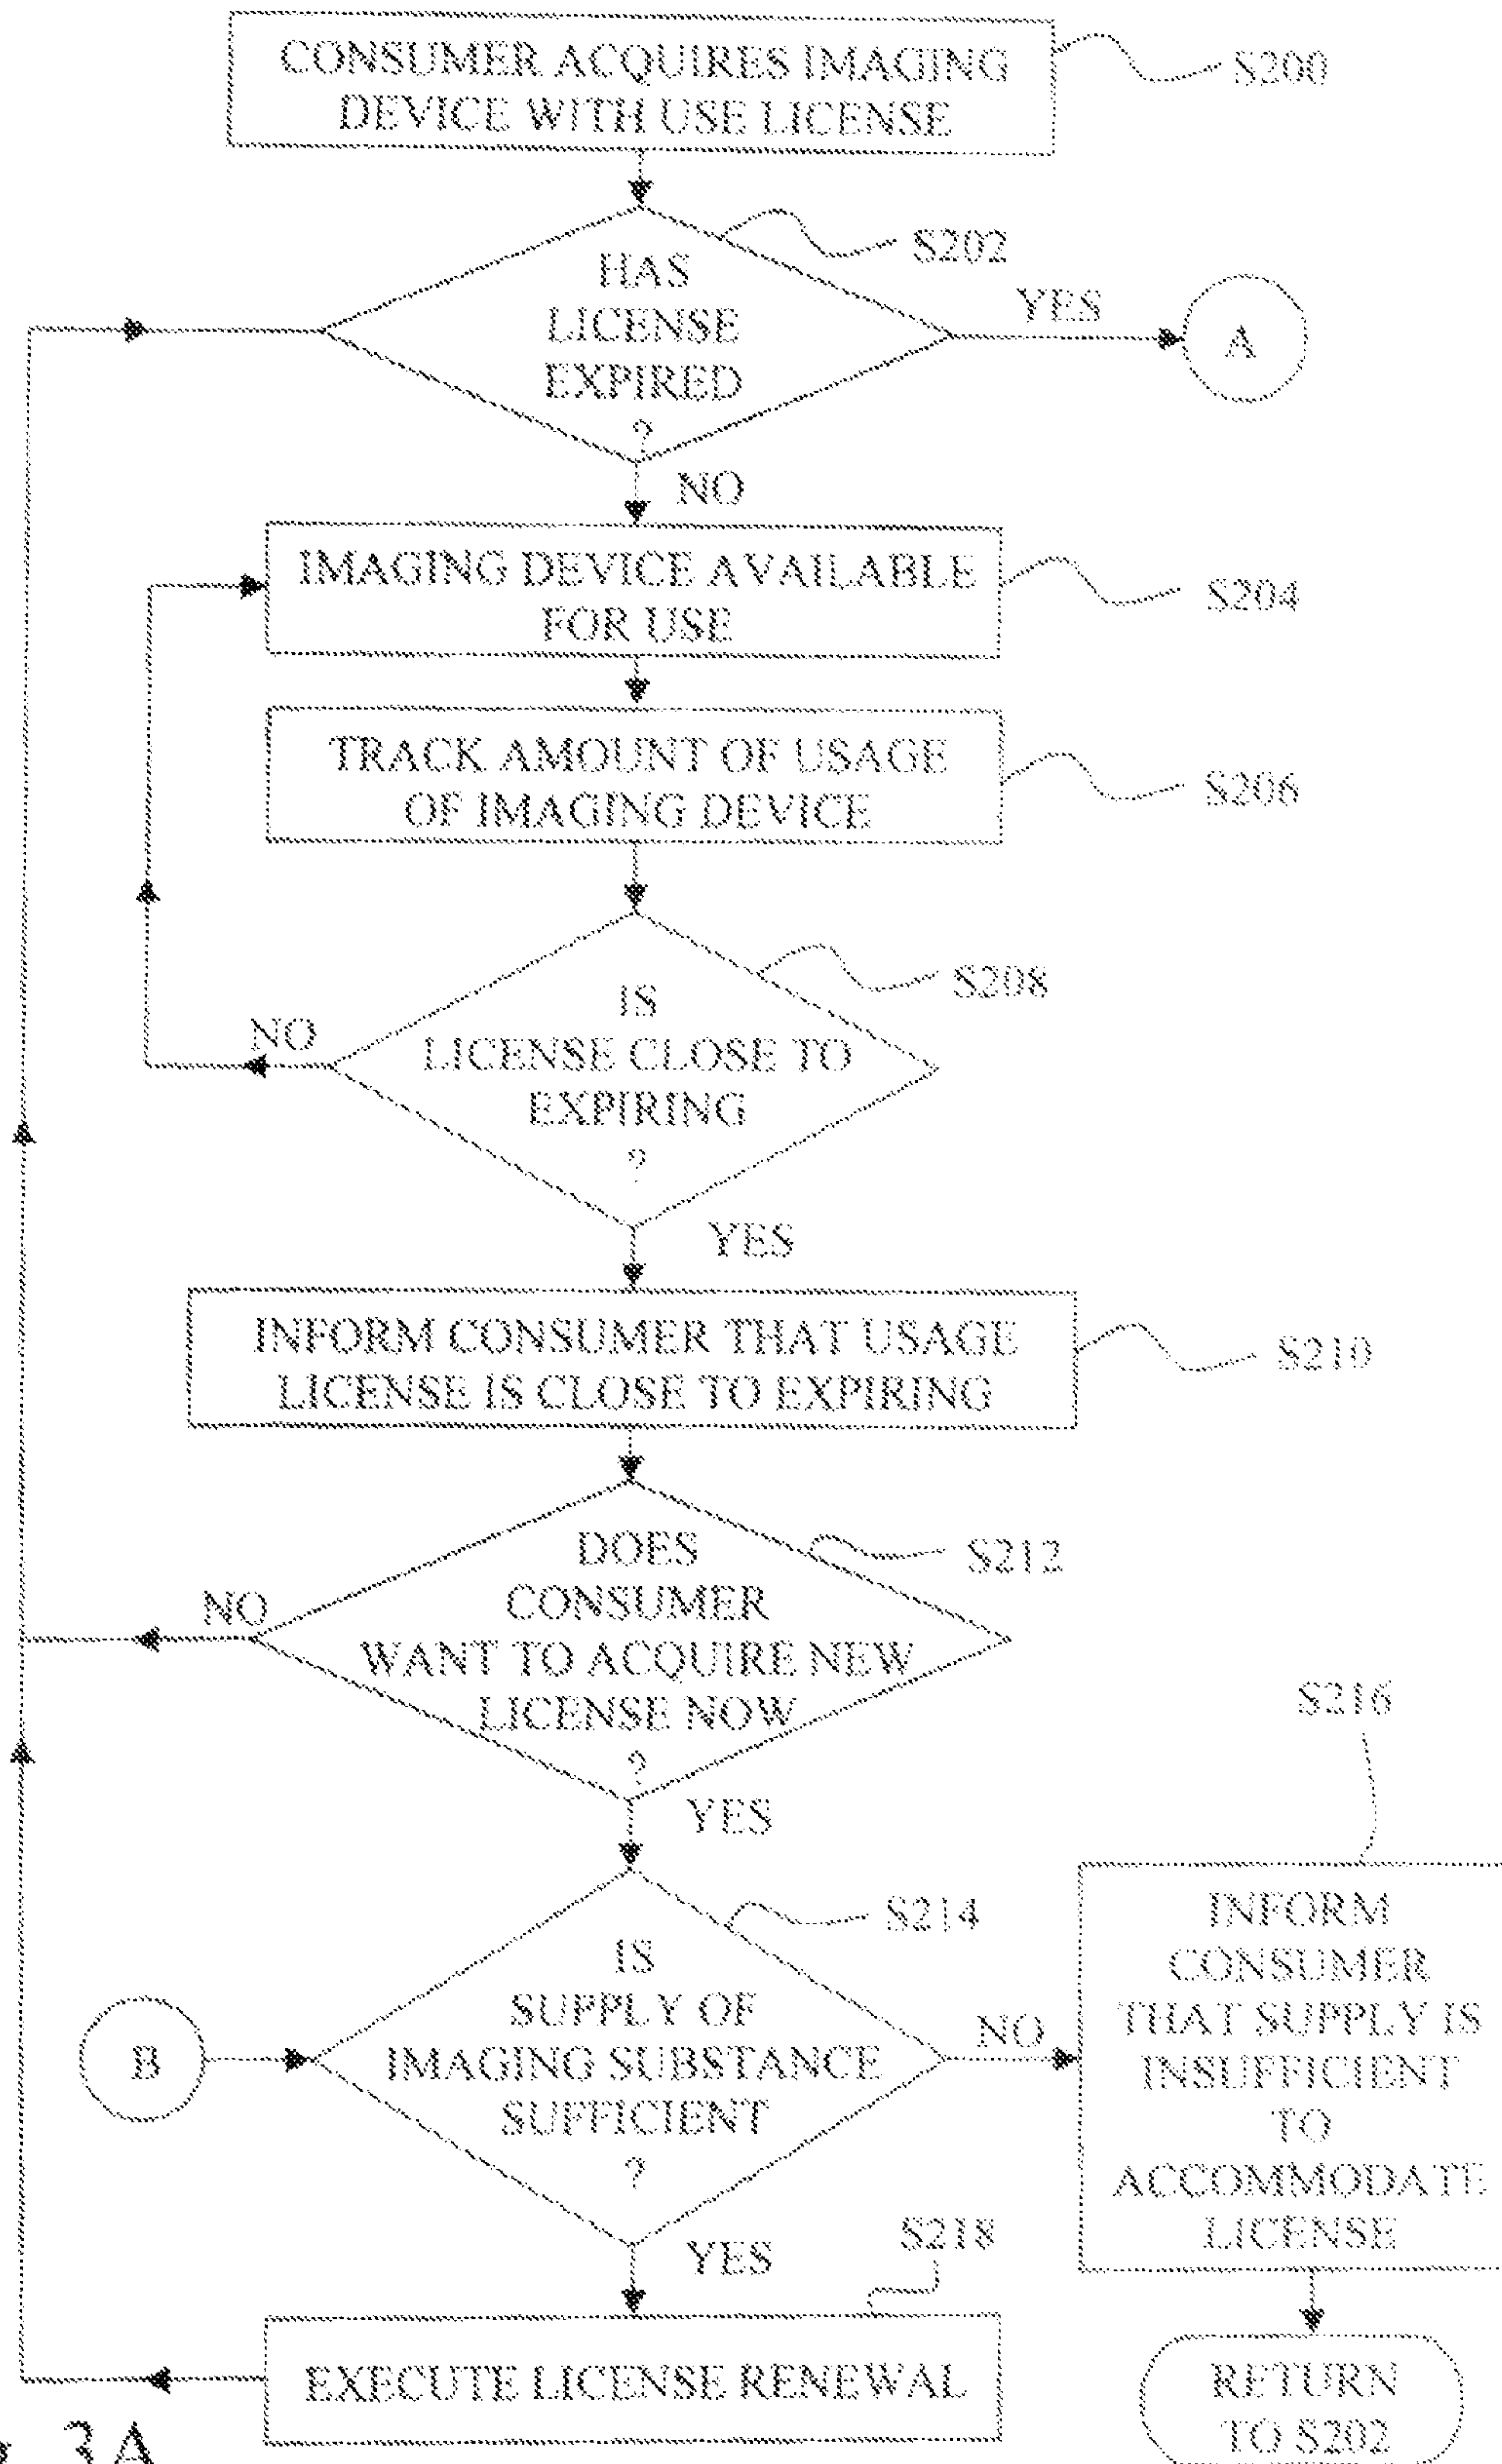 CONSUMER ACQUIRES IMAGING
DEVICE WITH USE LICENSE
S200
S202
HAS
LICENSE
EXPIRED
?
YES
A
NO
IMAGING DEVICE AVAILABLE
FOR USE
S204
TRACK AMOUNT OF USAGE
OF IMAGING DEVICE
S206
S208
IS
LICENSE CLOSE TO
EXPIRING
?
NO
YES
INFORM CONSUMER THAT USAGE
LICENSE IS CLOSE TO EXPIRING
S210
S212
DOES
CONSUMER
WANT TO ACQUIRE NEW
LICENSE NOW
?
NO
YES
S214
IS
SUPPLY OF
IMAGING SUBSTANCE
SUFFICIENT
?
B
NO
S216
INFORM
CONSUMER
THAT SUPPLY IS
INSUFFICIENT
TO
ACCOMMODATE
LICENSE
YES
S218
EXECUTE LICENSE RENEWAL
RETURN
TO S202
3A